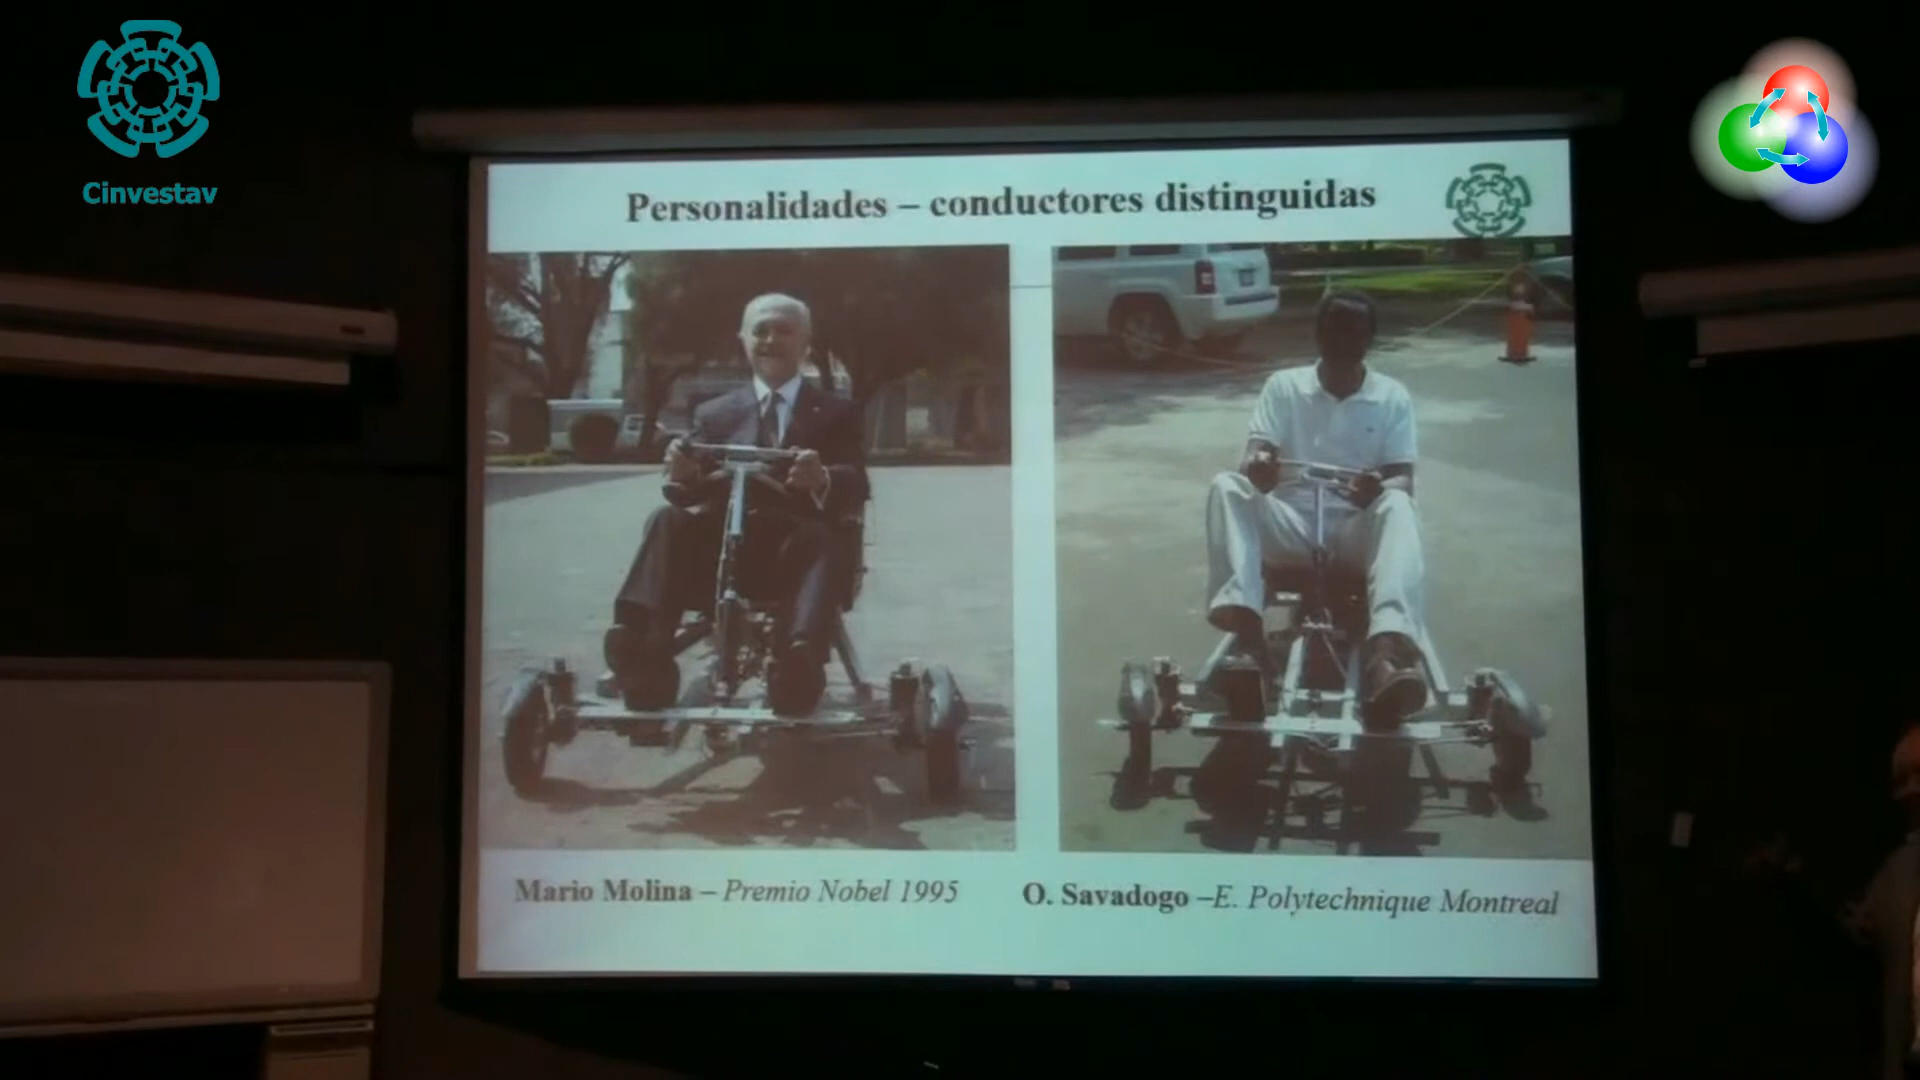 Cinvestav
Personalidades – conductores distinguidas
Mario Molina – Premio Nobel 1995
O. Savadogo –E. Polytechnique Montreal